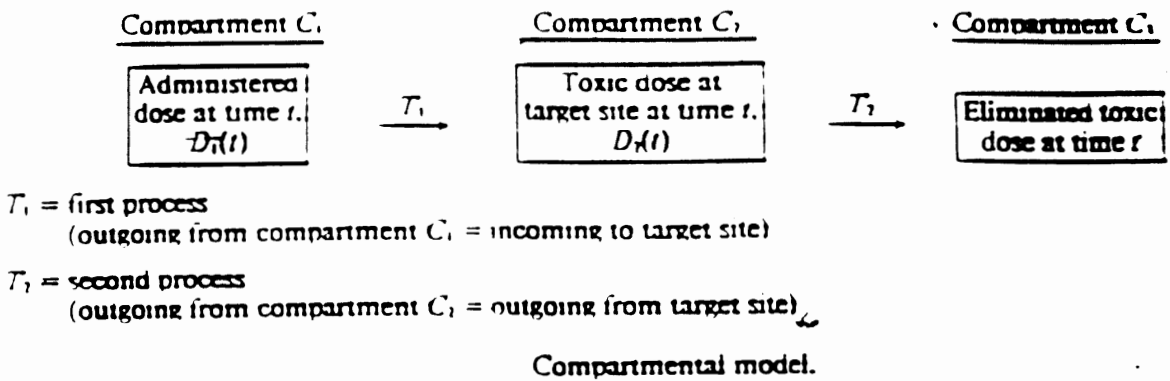 Compartment C₁
Administered
dose at time t.
D₁(t)
T₁
Compartment C₂
Toxic dose at
target site at time t.
D₂(t)
T₂
Compartment C₃
Eliminated toxic
dose at time t
T₁ = first process
(outgoing from compartment C₁ = incoming to target site)
T₂ = second process
(outgoing from compartment C₂ = outgoing from target site)
Compartmental model.